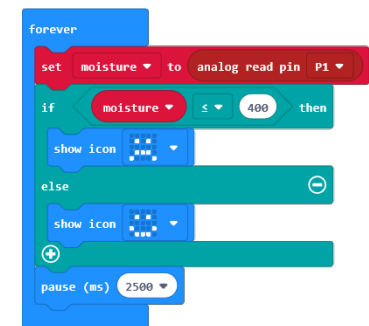 forever
set moisture to analog read pin P1
if moisture ≤ 400 then
show icon
else
show icon
pause (ms) 2500